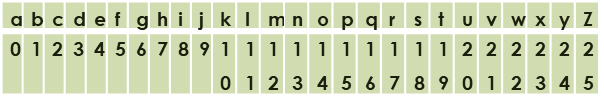 a b c d e f g h i j k l m n o p q r s t u v w x y Z
0 1 2 3 4 5 6 7 8 9 1 1 1 1 1 1 1 1 1 1 2 2 2 2 2 2
0 1 2 3 4 5 6 7 8 9 0 1 2 3 4 5